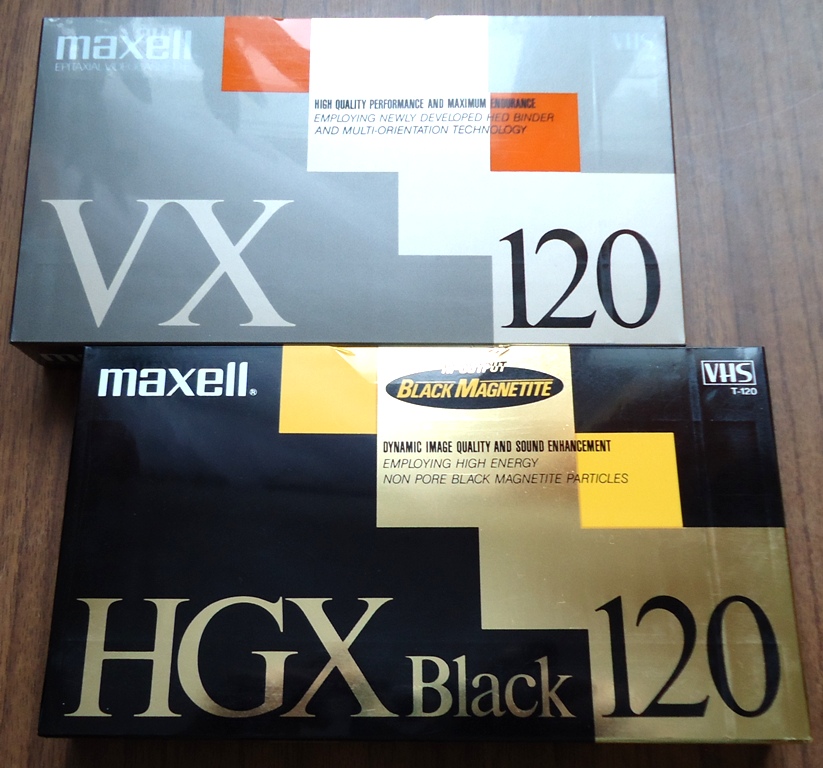 maxell
VHS
HIGH QUALITY PERFORMANCE AND MAXIMUM ENDURANCE
EMPLOYING NEWLY DEVELOPED HED BINDER
AND MULTI-ORIENTATION TECHNOLOGY
VX 120
maxell®
BLACK MAGNETITE
VHS
T-120
DYNAMIC IMAGE QUALITY AND SOUND ENHANCEMENT
EMPLOYING HIGH ENERGY
NON PORE BLACK MAGNETITE PARTICLES
HGX Black 120